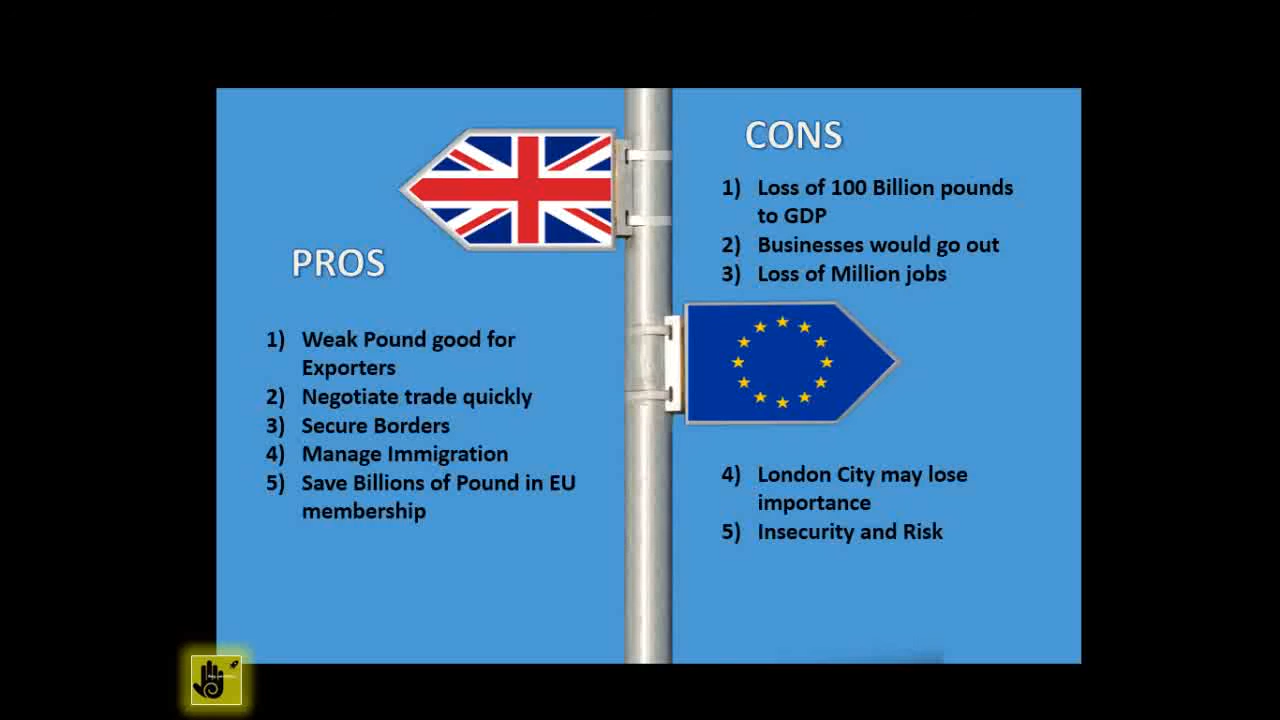 PROS
1) Weak Pound good for
Exporters
2) Negotiate trade quickly
3) Secure Borders
4) Manage Immigration
5) Save Billions of Pound in EU
membership
CONS
1) Loss of 100 Billion pounds
to GDP
2) Businesses would go out
3) Loss of Million jobs
4) London City may lose
importance
5) Insecurity and Risk